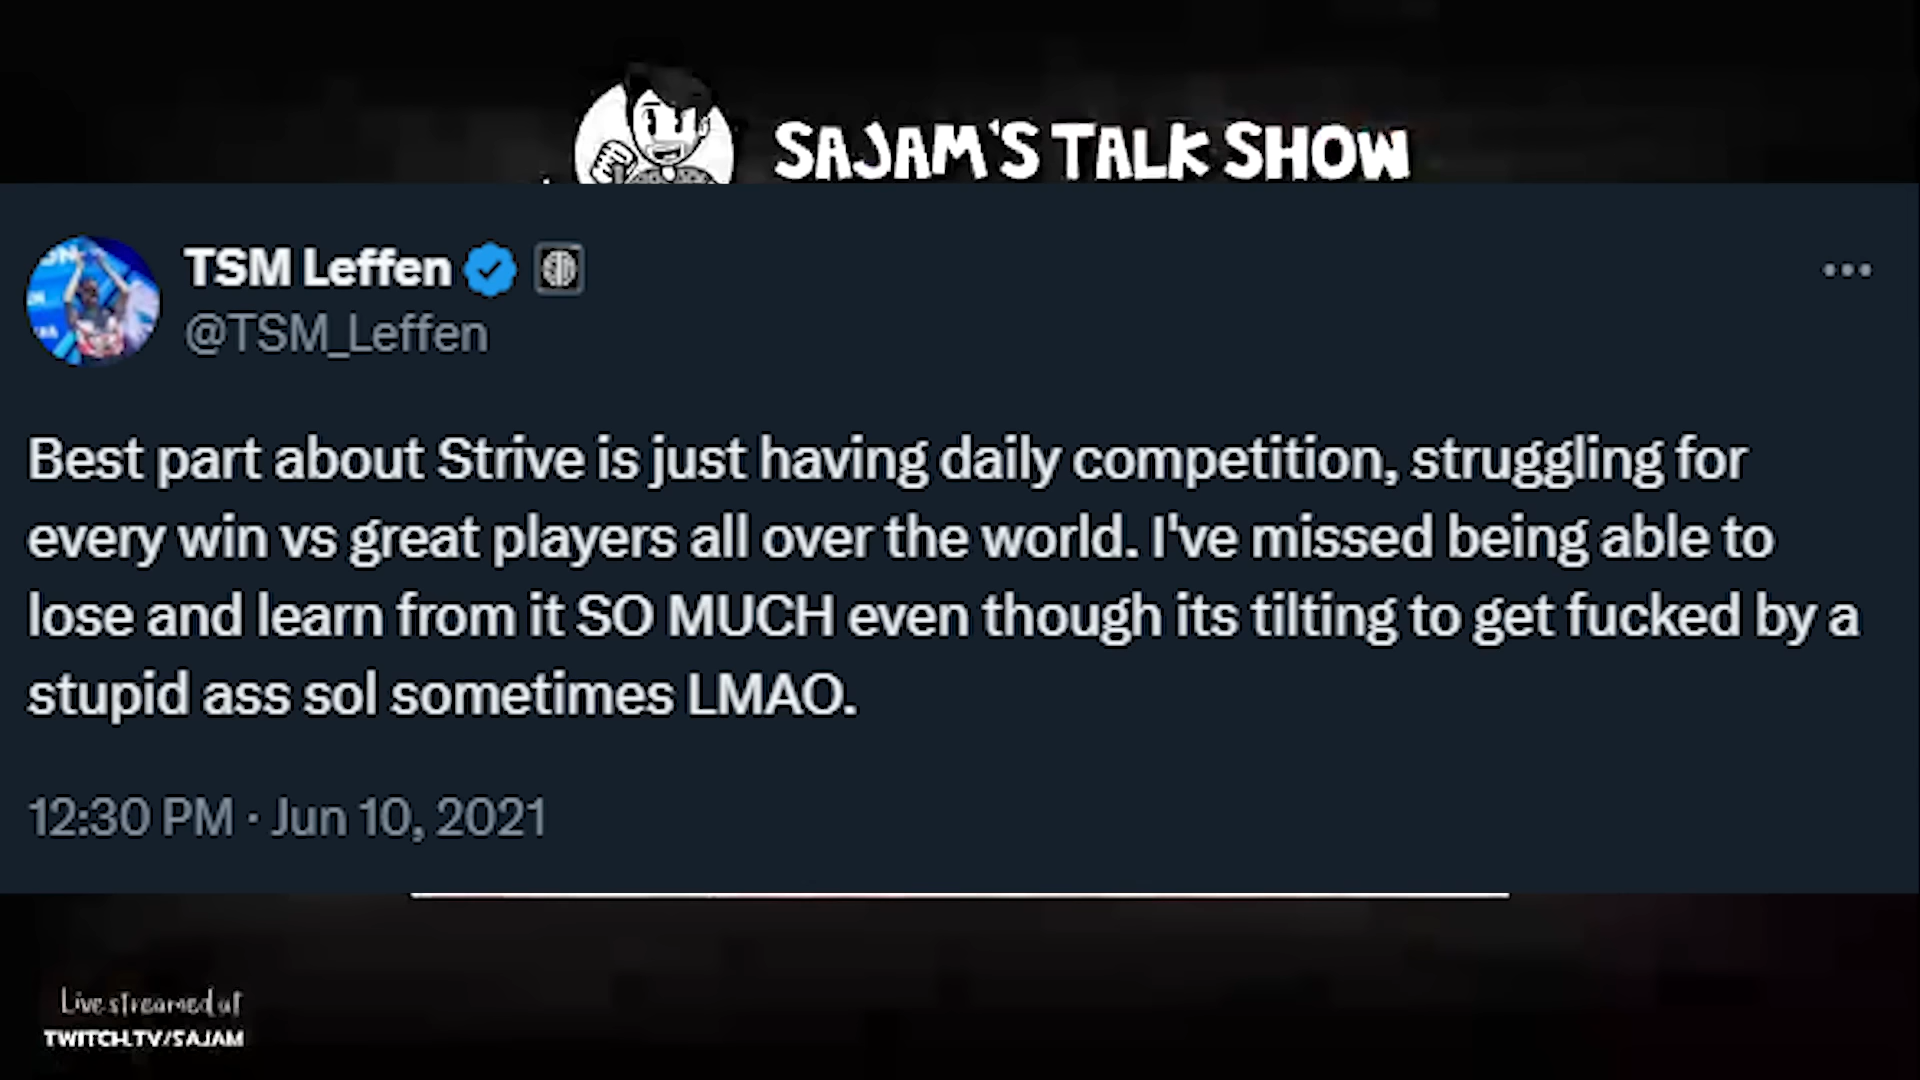 SAJAM'S TALK SHOW
TSM Leffen
@TSM_Leffen
Best part about Strive is just having daily competition, struggling for
every win vs great players all over the world. I've missed being able to
lose and learn from it SO MUCH even though its tilting to get fucked by a
stupid ass sol sometimes LMAO.
12:30 PM · Jun 10, 2021
Live streamed at
TWITCH.TV/SAJAM